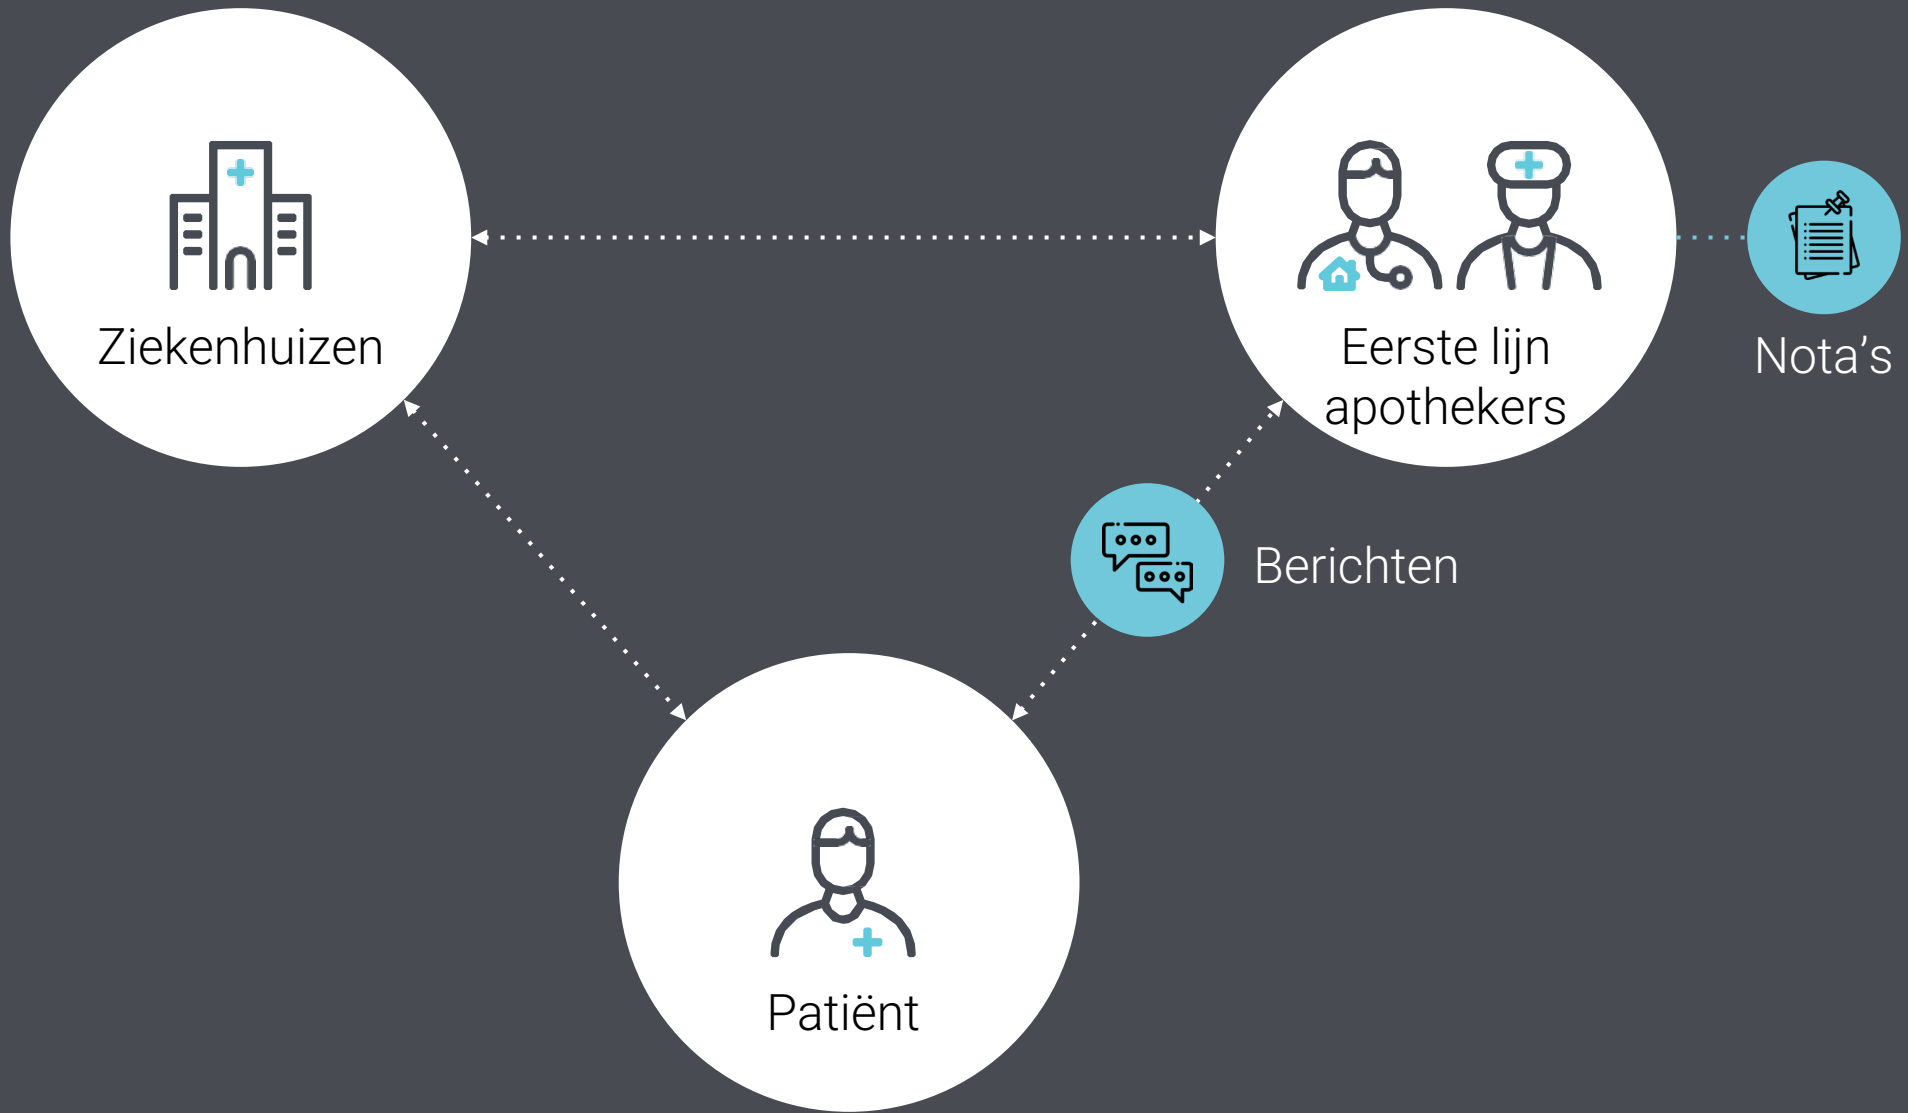 Ziekenhuizen
Eerste lijn
apothekers
Nota’s
Berichten
Patiënt